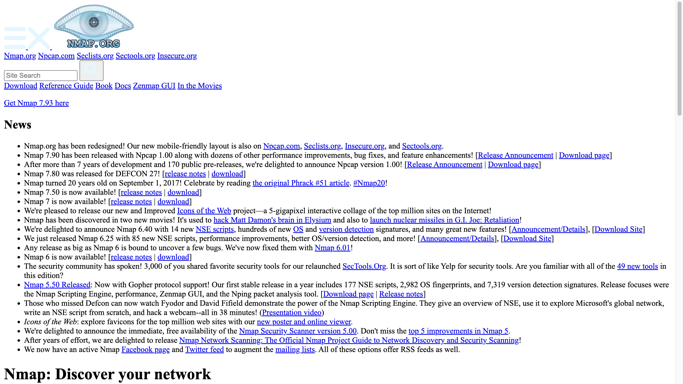 NMAP.ORG
Nmap.org Npcap.com Seclists.org Sectools.org Insecure.org
Site Search
Download Reference Guide Book Docs Zenmap GUI In the Movies
Get Nmap 7.93 here
News
• Nmap.org has been redesigned! Our new mobile-friendly layout is also on Npcap.com, Seclists.org, Insecure.org, and Sectools.org.
• Nmap 7.90 has been released with Npcap 1.00 along with dozens of other performance improvements, bug fixes, and feature enhancements! [Release Announcement | Download page]
• After more than 7 years of development and 170 public pre-releases, we're delighted to announce Npcap version 1.00! [Release Announcement | Download page]
• Nmap 7.80 was released for DEFCON 27! [release notes | download]
• Nmap turned 20 years old on September 1, 2017! Celebrate by reading the original Phrack #51 article. #Nmap20!
• Nmap 7.50 is now available! [release notes | download]
• Nmap 7 is now available! [release notes | download]
• We're pleased to release our new and Improved Icons of the Web project—a 5-gigapixel interactive collage of the top million sites on the Internet!
• Nmap has been discovered in two new movies! It's used to hack Matt Damon's brain in Elysium and also to launch nuclear missiles in G.I. Joe: Retaliation!
• We're delighted to announce Nmap 6.40 with 14 new NSE scripts, hundreds of new OS and version detection signatures, and many great new features! [Announcement/Details], [Download Site]
• We just released Nmap 6.25 with 85 new NSE scripts, performance improvements, better OS/version detection, and more! [Announcement/Details], [Download Site]
• Any release as big as Nmap 6 is bound to uncover a few bugs. We've now fixed them with Nmap 6.01!
• Nmap 6 is now available! [release notes | download]
• The security community has spoken! 3,000 of you shared favorite security tools for our relaunched SecTools.Org. It is sort of like Yelp for security tools. Are you familiar with all of the 49 new tools in
this edition?
• Nmap 5.50 Released: Now with Gopher protocol support! Our first stable release in a year includes 177 NSE scripts, 2,982 OS fingerprints, and 7,319 version detection signatures. Release focuses were
the Nmap Scripting Engine, performance, Zenmap GUI, and the Nping packet analysis tool. [Download page | Release notes]
• Those who missed Defcon can now watch Fyodor and David Fifield demonstrate the power of the Nmap Scripting Engine. They give an overview of NSE, use it to explore Microsoft's global network,
write an NSE script from scratch, and hack a webcam--all in 38 minutes! (Presentation video)
• Icons of the Web: explore favicons for the top million web sites with our new poster and online viewer.
• We're delighted to announce the immediate, free availability of the Nmap Security Scanner version 5.00. Don't miss the top 5 improvements in Nmap 5.
• After years of effort, we are delighted to release Nmap Network Scanning: The Official Nmap Project Guide to Network Discovery and Security Scanning!
• We now have an active Nmap Facebook page and Twitter feed to augment the mailing lists. All of these options offer RSS feeds as well.
Nmap: Discover your network